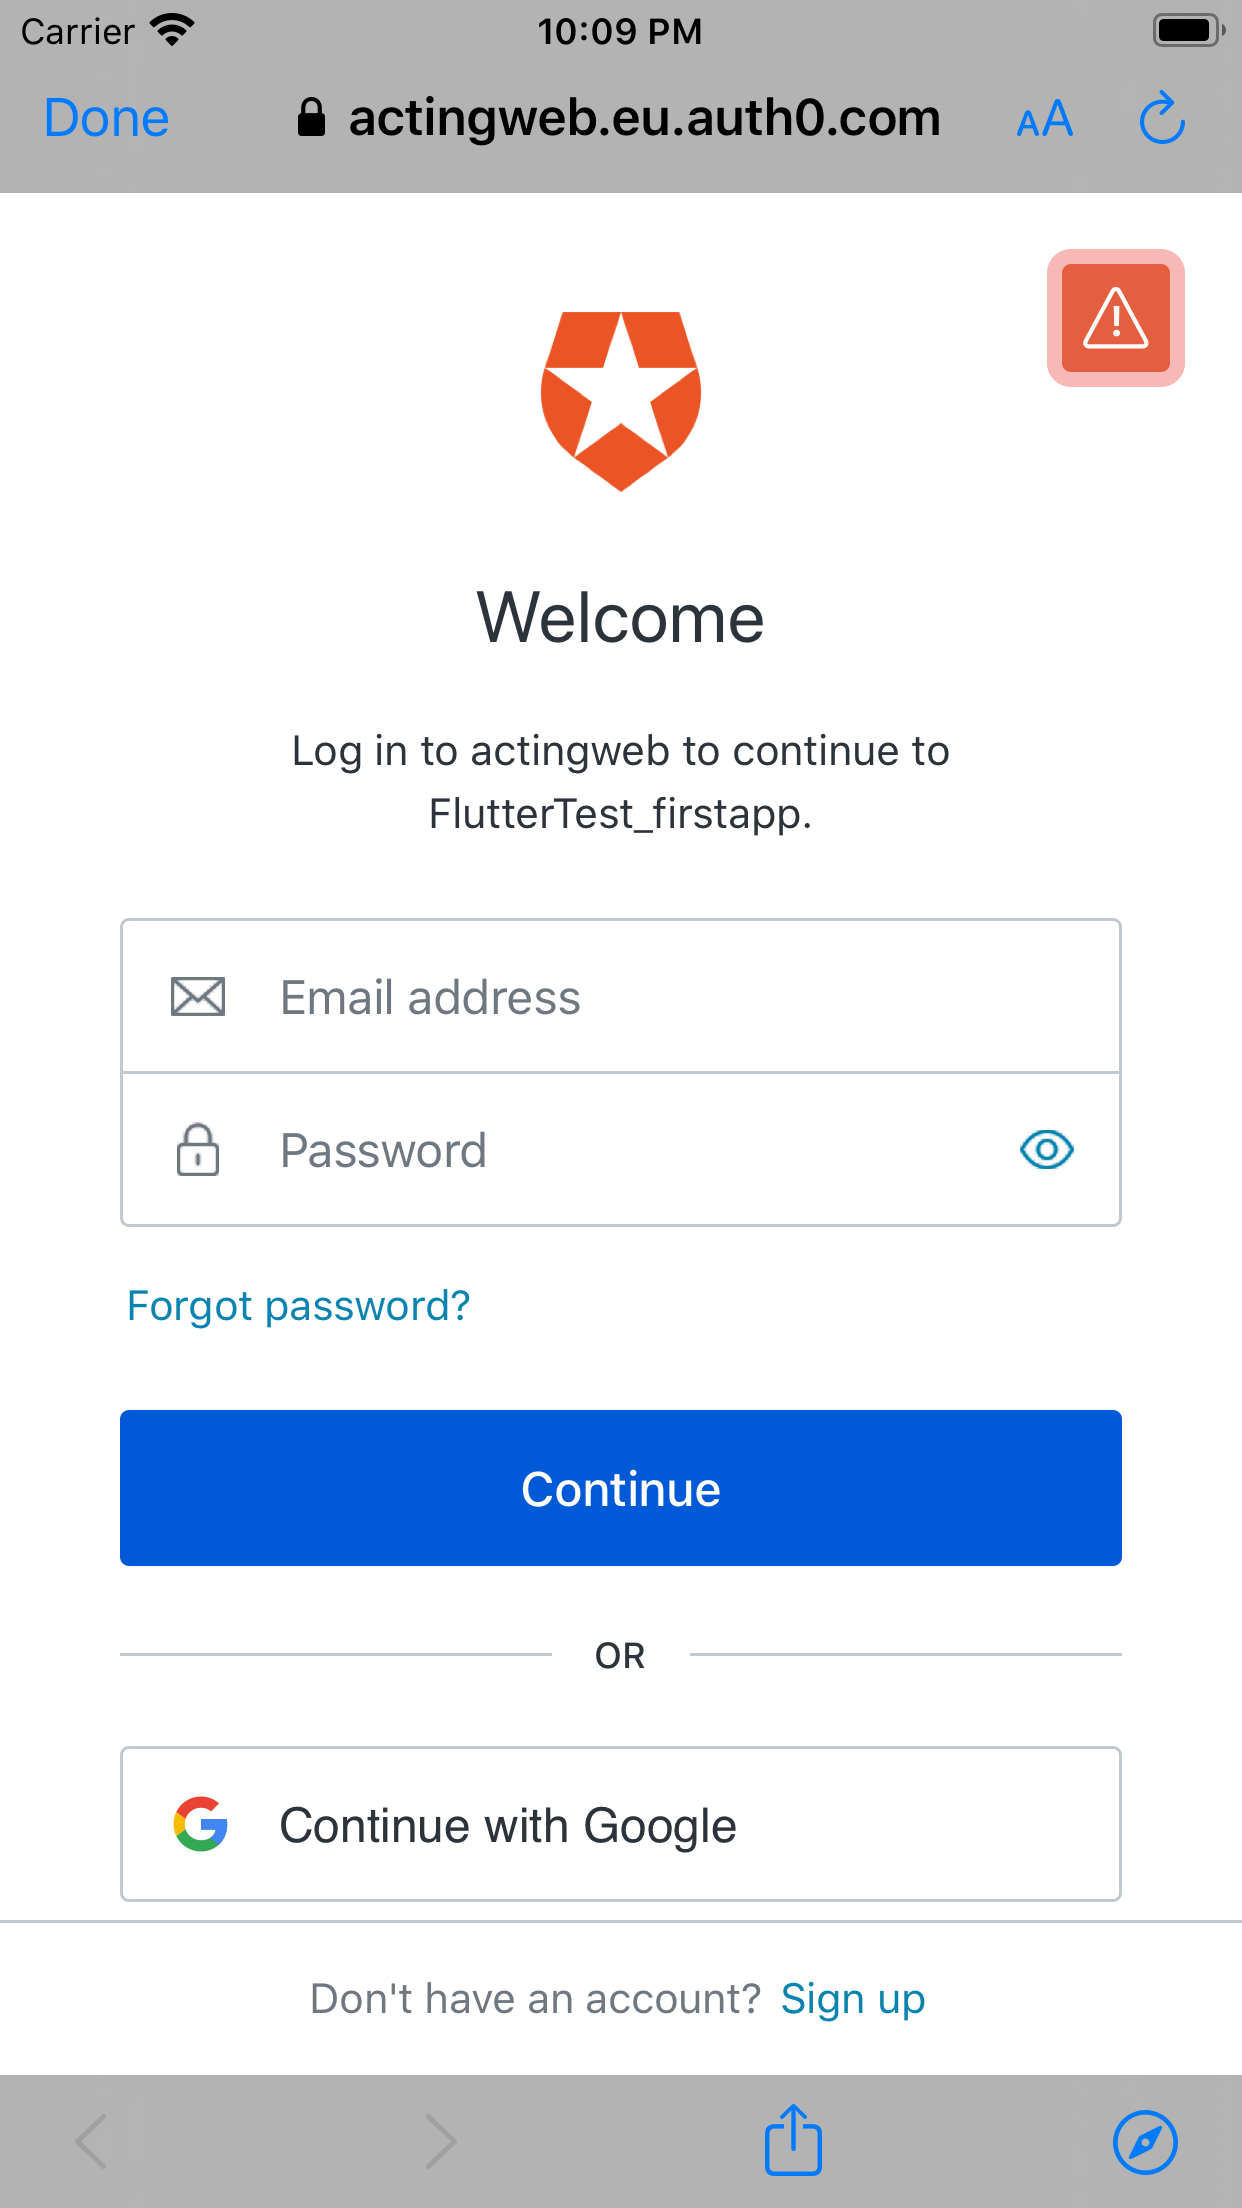 Carrier 10:09 PM
Done actingweb.eu.auth0.com AA
Welcome
Log in to actingweb to continue to
FlutterTest_firstapp.
Email address
Password
Forgot password?
Continue
OR
Continue with Google
Don't have an account? Sign up